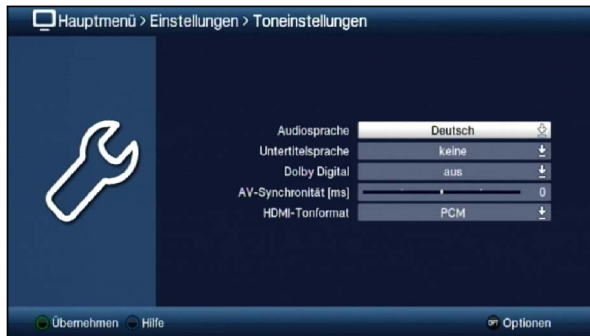 Hauptmenü > Einstellungen > Toneinstellungen
Audiosprache Deutsch
Untertitelsprache keine
Dolby Digital aus
AV-Synchronität [ms] 0
HDMI-Tonformat PCM
Übernehmen Hilfe OPT Optionen